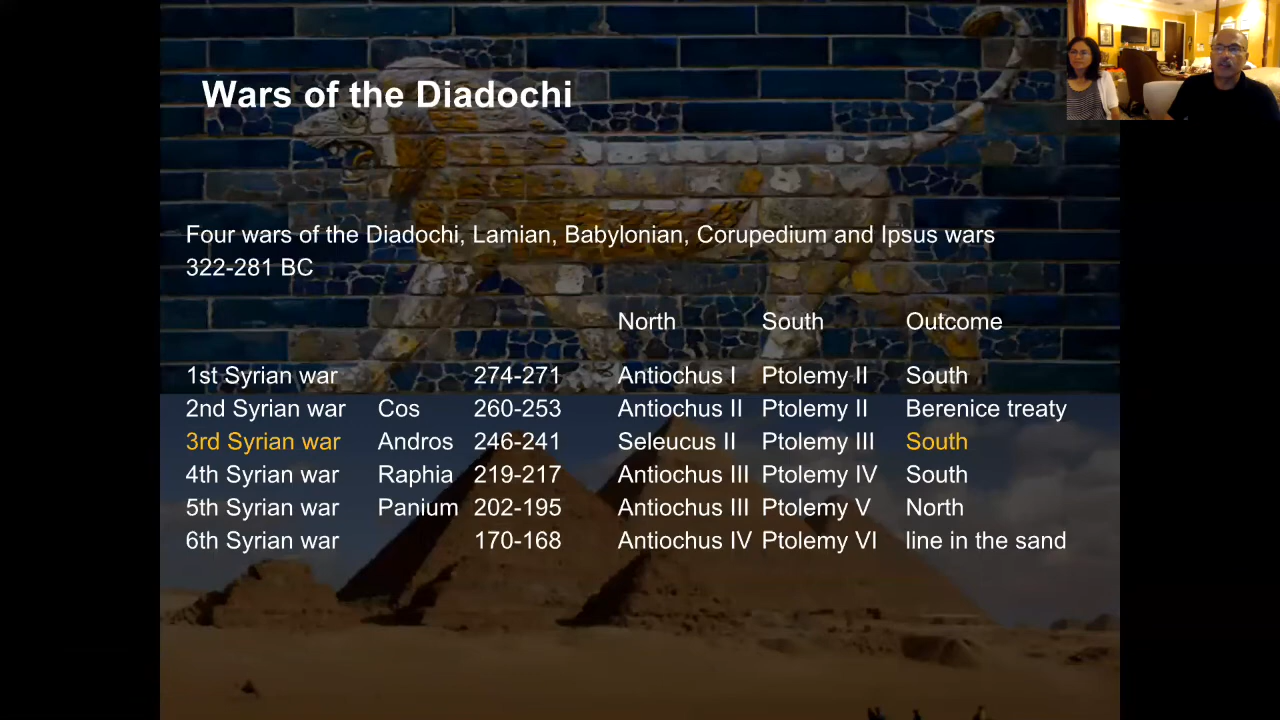 Wars of the Diadochi
Four wars of the Diadochi, Lamian, Babylonian, Corupedium and Ipsus wars
322-281 BC
North South Outcome
1st Syrian war 274-271 Antiochus I Ptolemy II South
2nd Syrian war Cos 260-253 Antiochus II Ptolemy II Berenice treaty
3rd Syrian war Andros 246-241 Seleucus II Ptolemy III South
4th Syrian war Raphia 219-217 Antiochus III Ptolemy IV South
5th Syrian war Panium 202-195 Antiochus III Ptolemy V North
6th Syrian war 170-168 Antiochus IV Ptolemy VI line in the sand